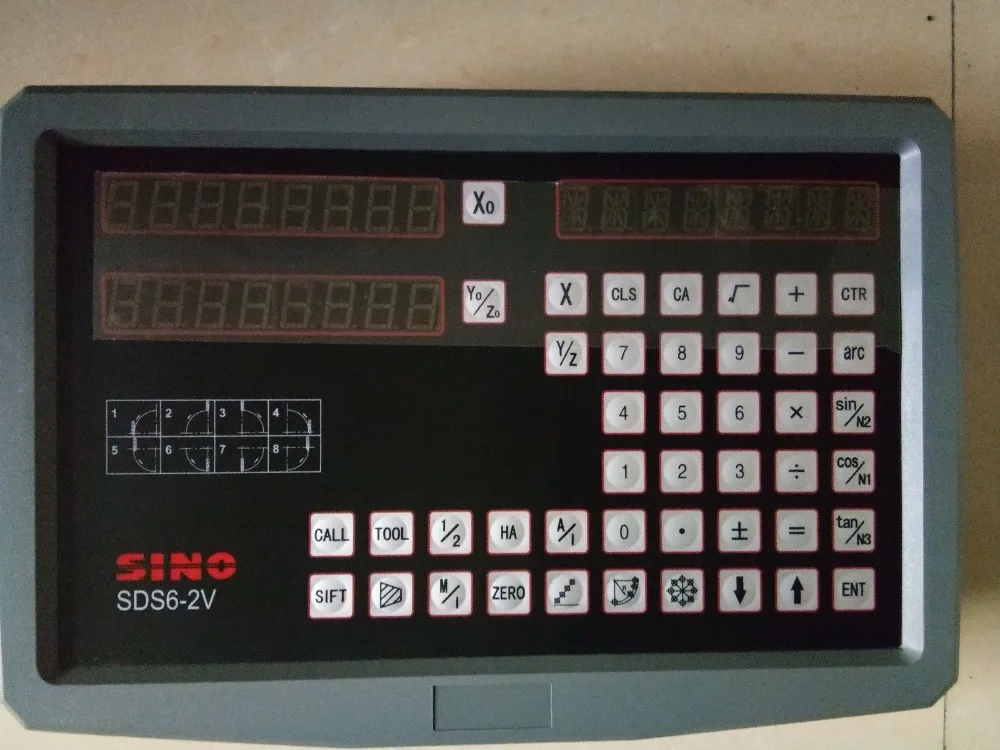 X₀
Y₀/Z₀
X CLS CA √ + CTR
Y/Z 7 8 9 − arc
4 5 6 × sin/N2
1 2 3 ÷ cos/N1
1 2 3 4
5 6 7 8
CALL TOOL 1/2 HA A/I 0 • ± = tan/N3
SIFT M/I ZERO ENT
SINO
SDS6-2V